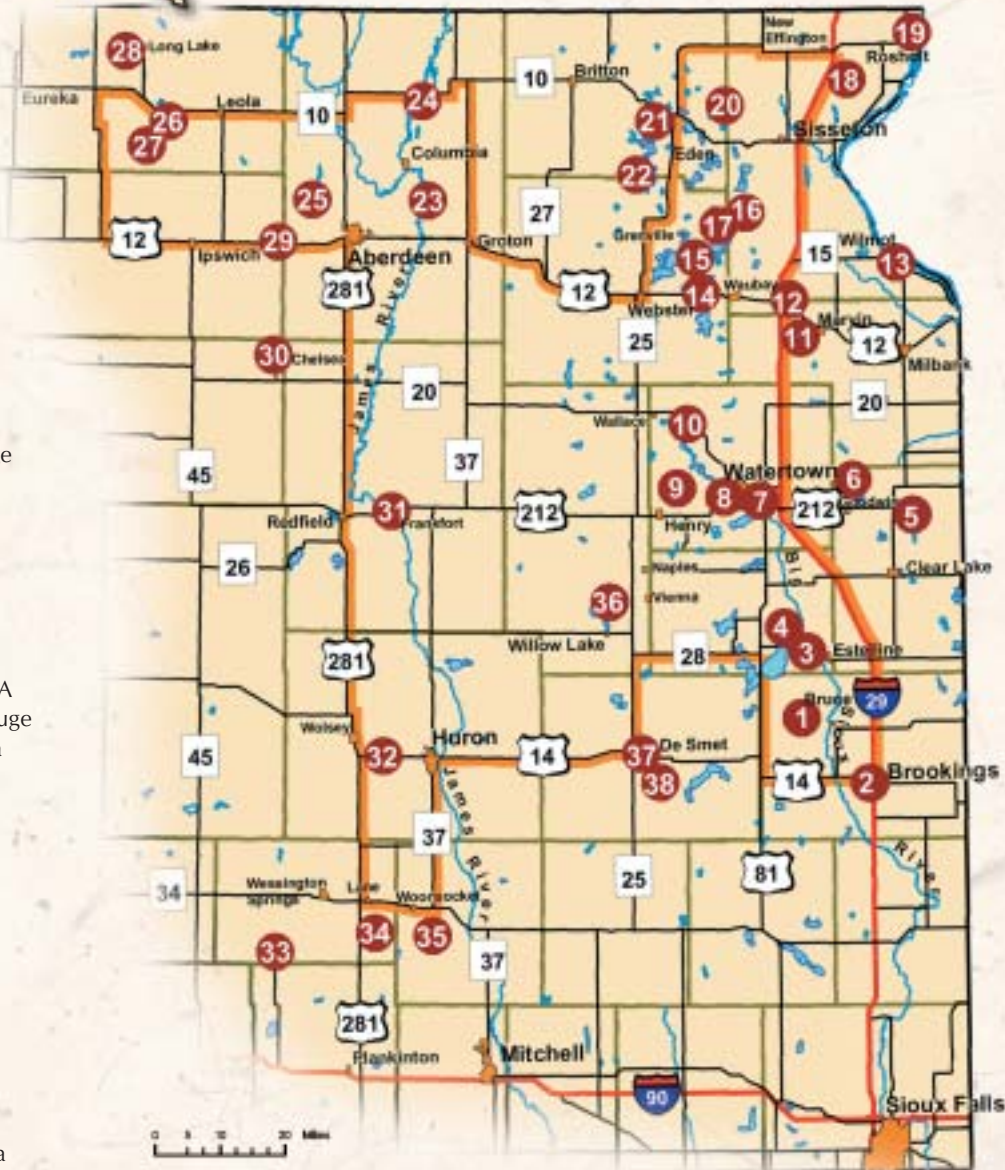 New
Effington
19
28
Long Lake
Rosholt
10
Britton
18
Eureka
24
20
Leola
26
10
21
Sisseton
27
Columbia
Eden
22
25
23
27
16
17
12
29
Groton
Grenville
15
Wilmot
Ipswich
Aberdeen
15
13
281
12
14
Waubay
12
Webster
River
11
Marvin
25
12
30
Chelsea
Milbank
James
20
20
Wallace
10
e
37
45
Watertown
6
9
8
7
31
212
212
Goodwin
5
Redfield
Frankfort
Henry
26
Naples
Big
Clear Lake
36
Vienna
4
Willow Lake
28
3
Estelline
281
A
29
uge
Bruce
1
Sioux
Wolsey
Huron
37
De Smet
45
32
14
14
2
Brookings
38
James
37
River
River
25
81
34
Wessington
Springs
Lane
Woonsocket
34
35
33
37
281
Plankinton
Mitchell
90
Sioux Falls
0 5 10 20 Miles
a